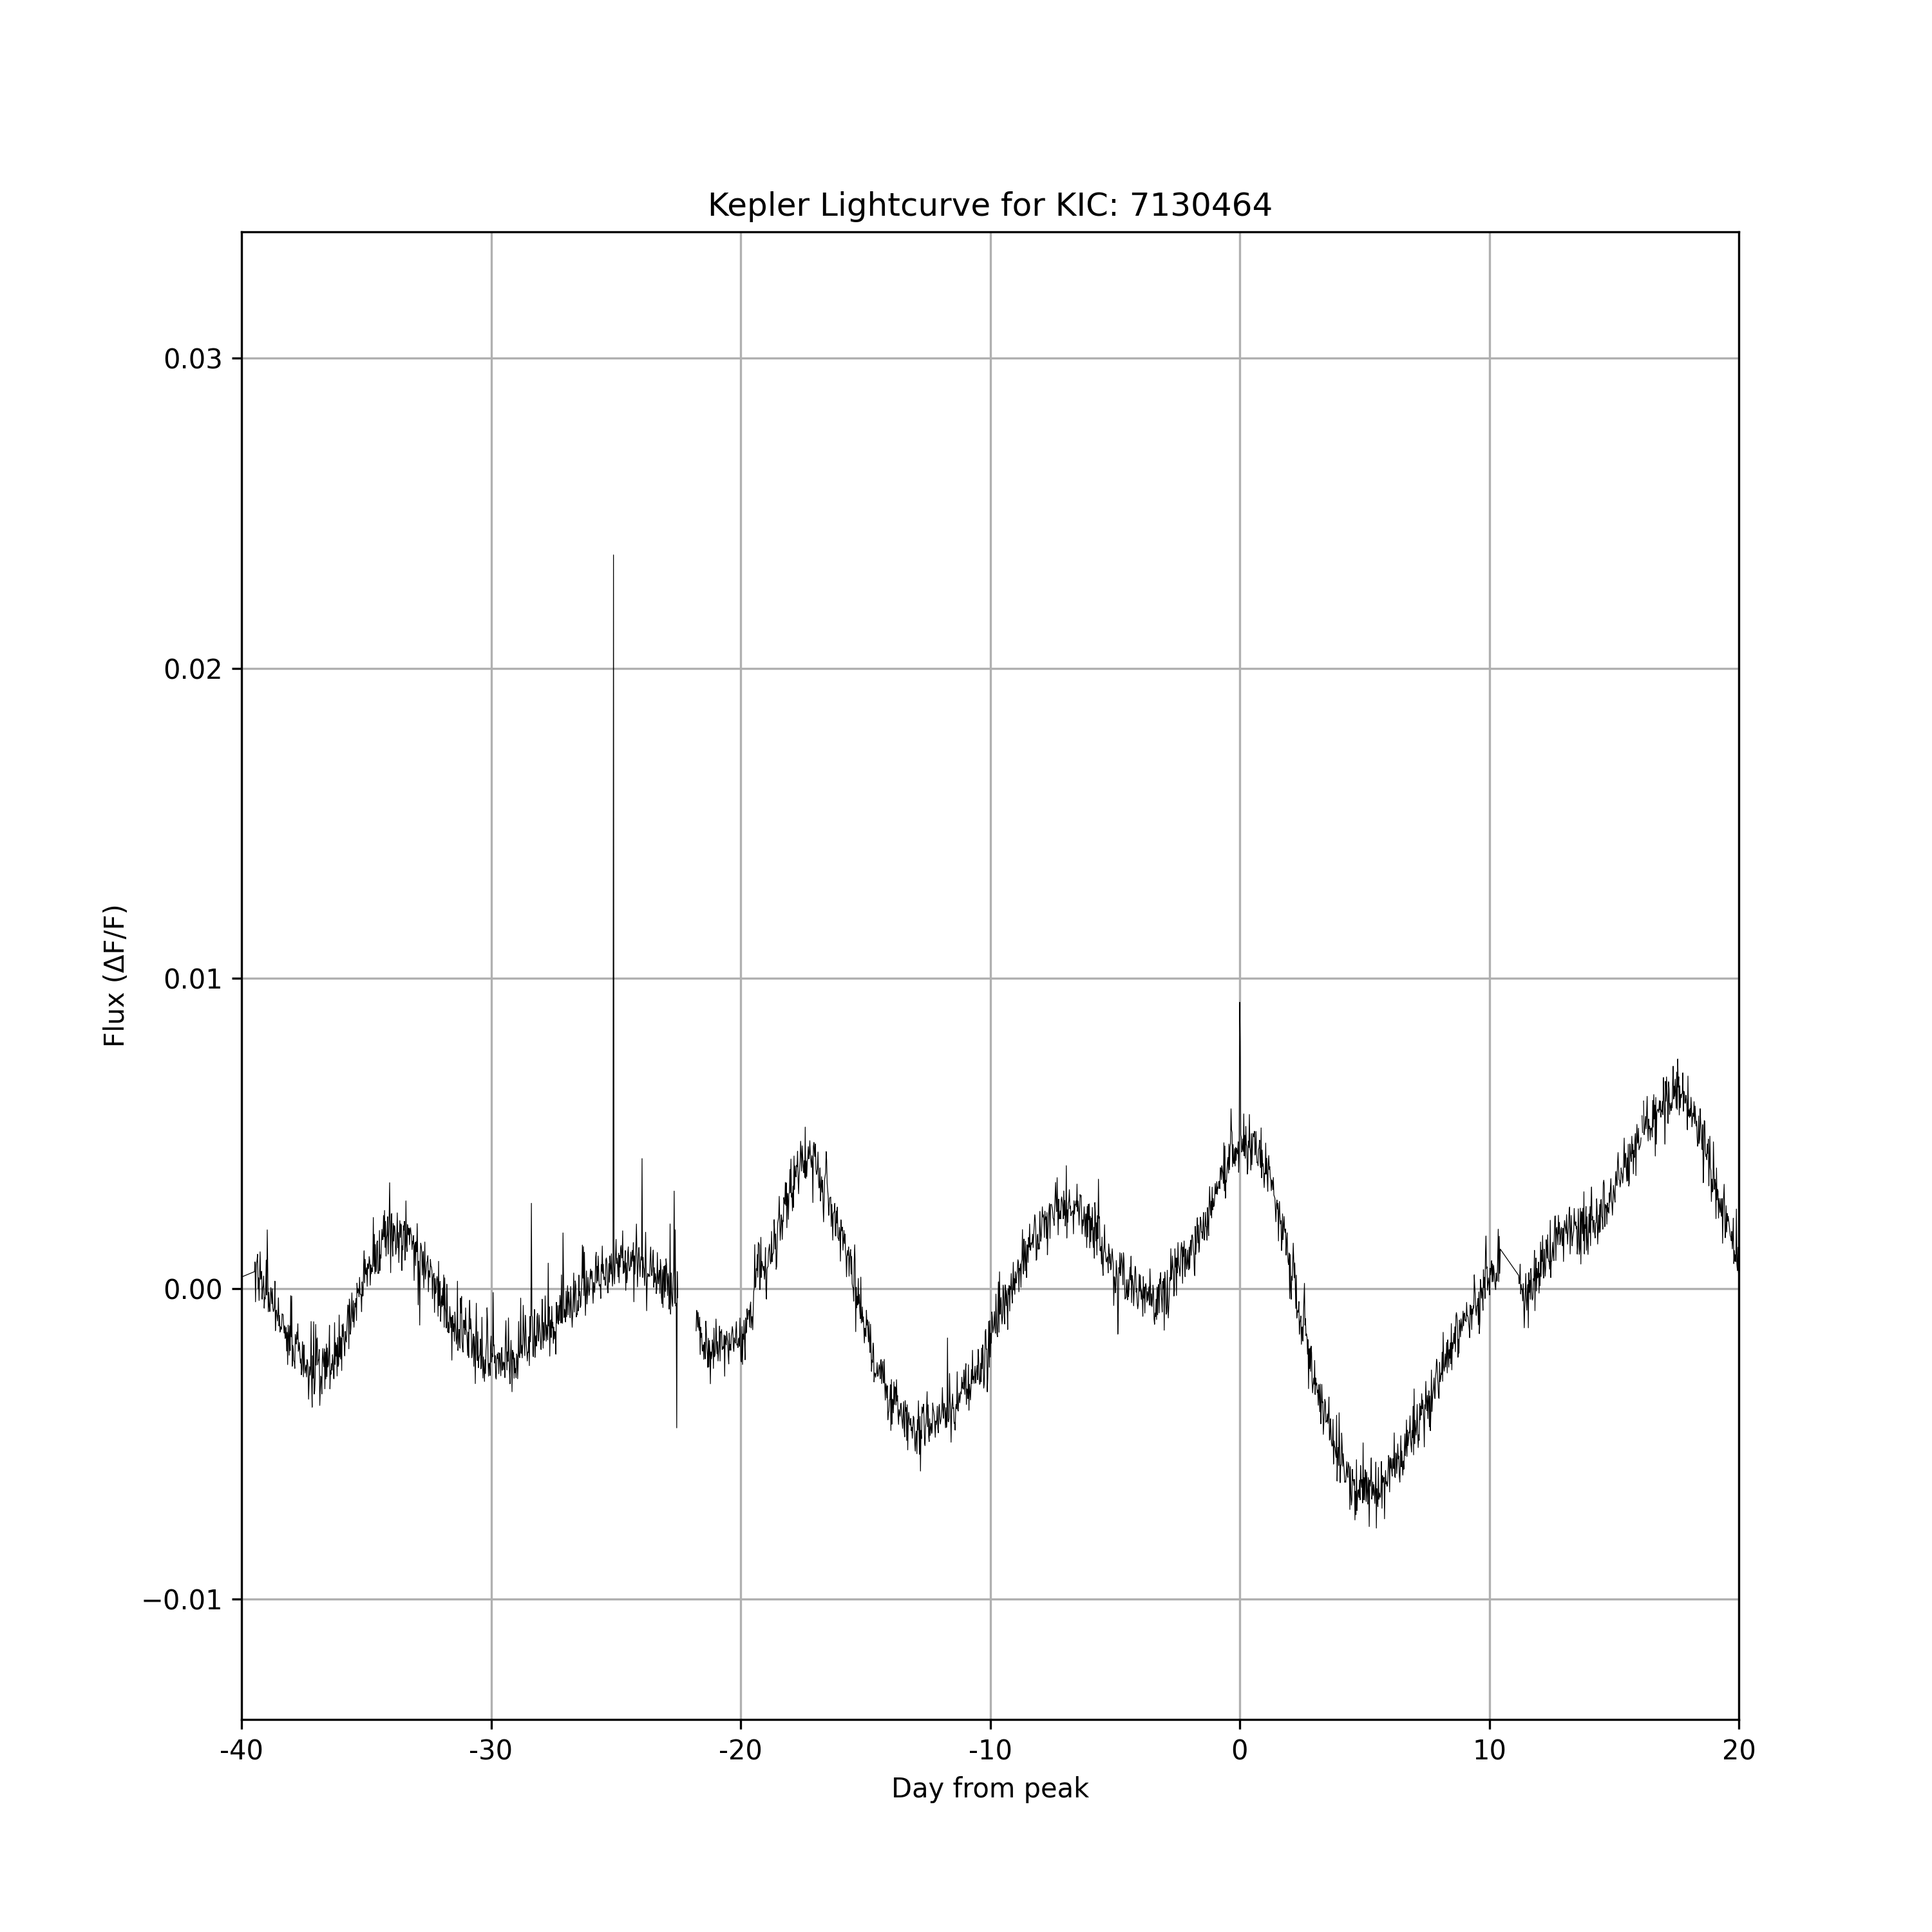 Kepler Lightcurve for KIC: 7130464
0.03
0.02
0.01
0.00
−0.01
Flux (ΔF/F)
-40 -30 -20 -10 0 10 20
Day from peak